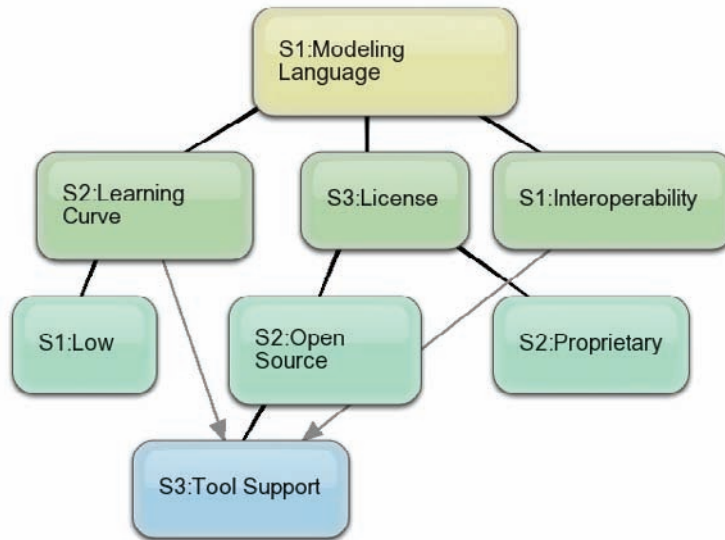 S1:Modeling
Language
S2:Learning
Curve
S3:License
S1:Interoperability
S1:Low
S2:Open
Source
S2:Proprietary
S3:Tool Support